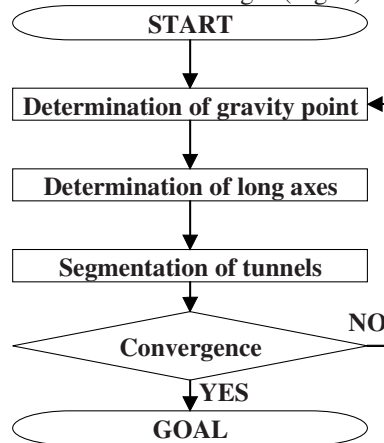 START
Determination of gravity point
Determination of long axes
Segmentation of tunnels
Convergence
NO
YES
GOAL